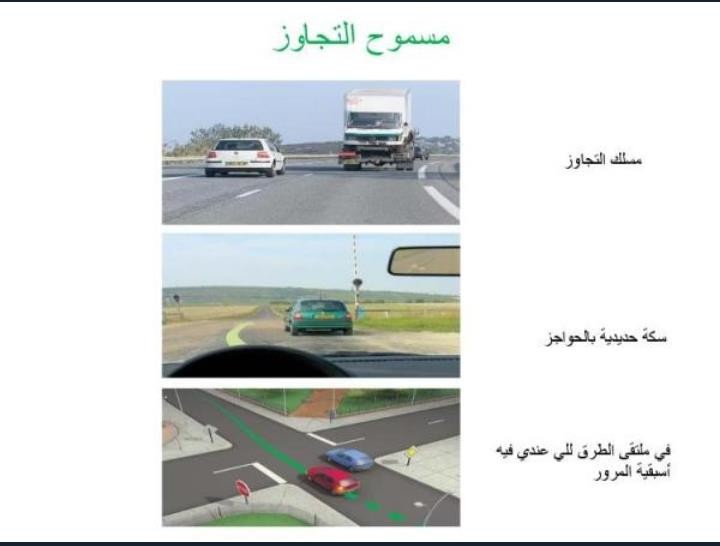 مسموح التجاوز
مسلك التجاوز
سكة حديدية بالحواجز
في ملتقى الطرق للي عندي فيه
أسبقية المرور